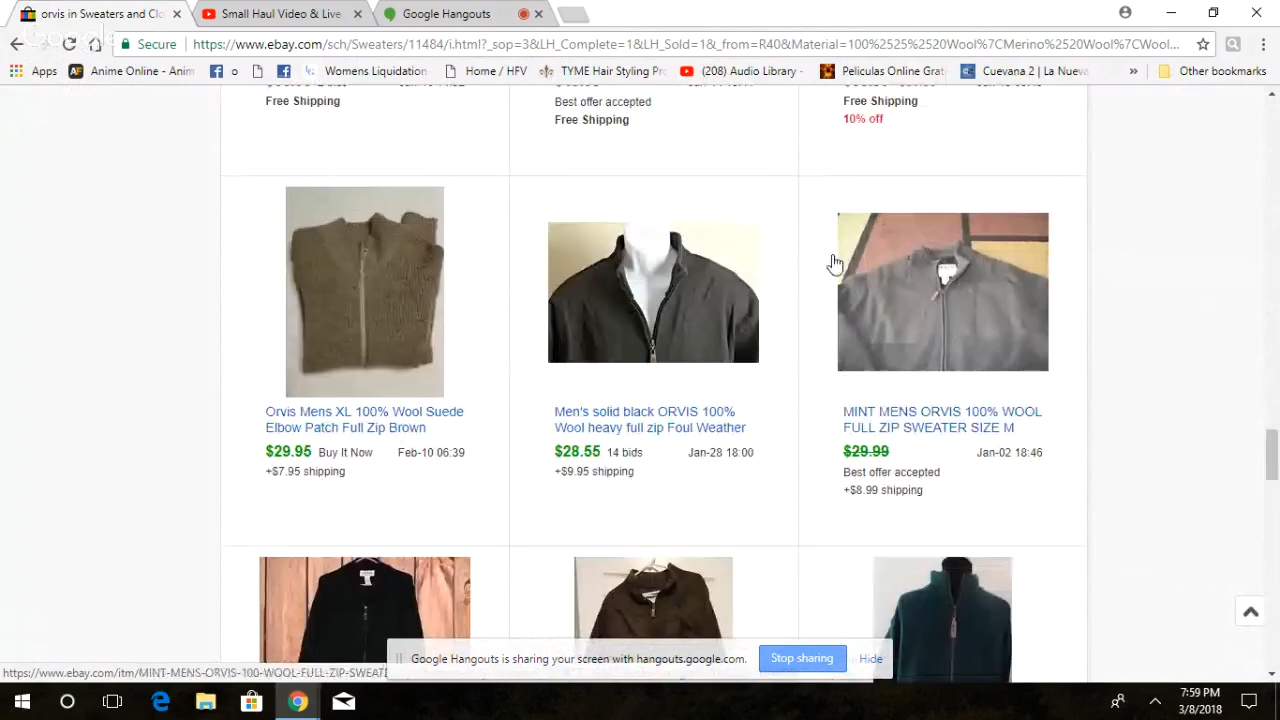 orvis in Sweaters and Clo
Small Haul Video & Live
Google Hangouts
Secure
https://www.ebay.com/sch/Sweaters/11484/i.html?_sop=3&LH_Complete=1&LH_Sold=1&_from=R40&Material=100%2525%2520Wool%7CMerino%2520Wool%7CWool...
Apps
Anime Online - Anim
o
Womens Liquidation
Home / HFV
TYME Hair Styling Pro
(208) Audio Library -
Peliculas Online Grat
Cuevana 2 | La Nueva
»
Other bookmarks
Free Shipping
Best offer accepted
Free Shipping
Free Shipping
10% off
Orvis Mens XL 100% Wool Suede
Elbow Patch Full Zip Brown
$29.95 Buy It Now Feb-10 06:39
+$7.95 shipping
Men's solid black ORVIS 100%
Wool heavy full zip Foul Weather
$28.55 14 bids Jan-28 18:00
+$9.95 shipping
MINT MENS ORVIS 100% WOOL
FULL ZIP SWEATER SIZE M
$29.99 Jan-02 18:46
Best offer accepted
+$8.99 shipping
Google Hangouts is sharing your screen with hangouts.google.com.
Stop sharing
Hide
https://www.ebay.com/itm/MINT-MENS-ORVIS-100-WOOL-FULL-ZIP-SWEAT
7:59 PM
3/8/2018